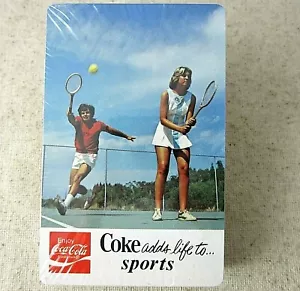 Enjoy
Coca-Cola
Coke adds life to...
sports